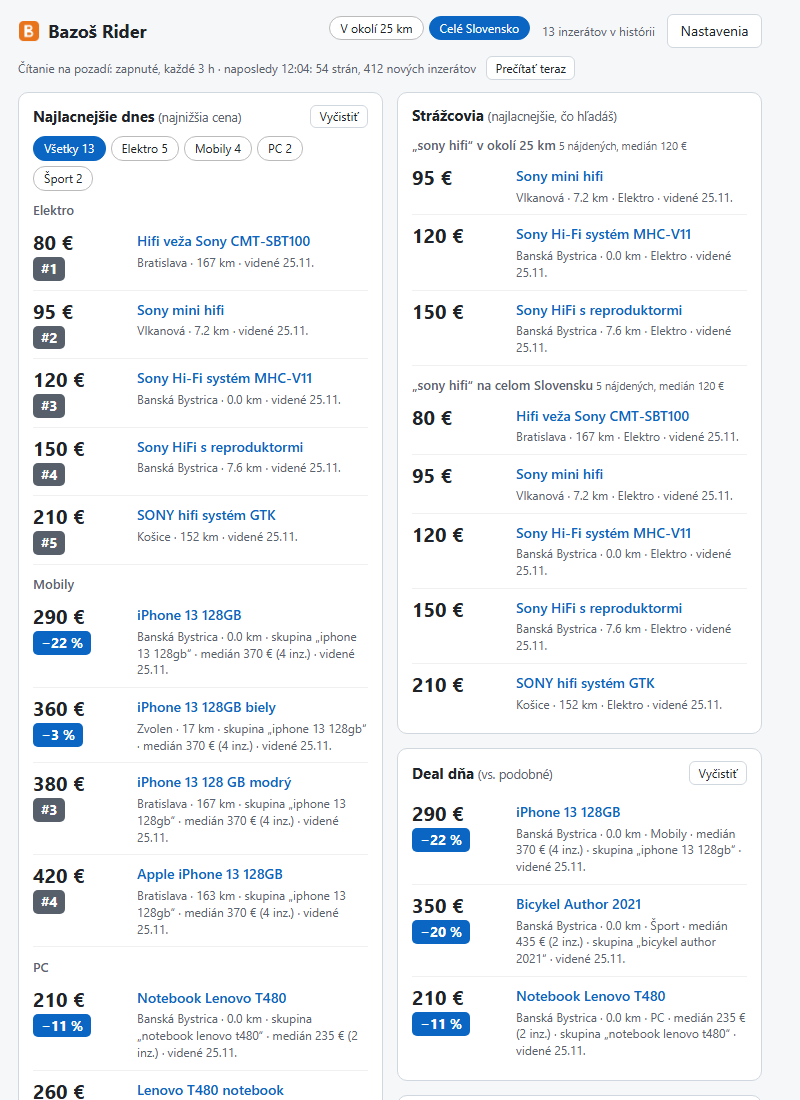 B Bazoš Rider
V okolí 25 km
Celé Slovensko
13 inzerátov v histórii
Nastavenia
Čítanie na pozadí: zapnuté, každé 3 h · naposledy 12:04: 54 strán, 412 nových inzerátov
Prečítať teraz
Najlacnejšie dnes (najnižšia cena)
Vyčistiť
Všetky 13
Elektro 5
Mobily 4
PC 2
Šport 2
Elektro
80 €
#1
Hifi veža Sony CMT-SBT100
Bratislava · 167 km · videné 25.11.
95 €
#2
Sony mini hifi
Vlkanová · 7.2 km · videné 25.11.
120 €
#3
Sony Hi-Fi systém MHC-V11
Banská Bystrica · 0.0 km · videné 25.11.
150 €
#4
Sony HiFi s reproduktormi
Banská Bystrica · 7.6 km · videné 25.11.
210 €
#5
SONY hifi systém GTK
Košice · 152 km · videné 25.11.
Mobily
290 €
−22 %
iPhone 13 128GB
Banská Bystrica · 0.0 km · skupina „iphone
13 128gb“ · medián 370 € (4 inz.) · videné
25.11.
360 €
−3 %
iPhone 13 128GB biely
Zvolen · 17 km · skupina „iphone 13 128gb“
· medián 370 € (4 inz.) · videné 25.11.
380 €
#3
iPhone 13 128 GB modrý
Bratislava · 167 km · skupina „iphone 13
128gb“ · medián 370 € (4 inz.) · videné
25.11.
420 €
#4
Apple iPhone 13 128GB
Bratislava · 163 km · skupina „iphone 13
128gb“ · medián 370 € (4 inz.) · videné
25.11.
PC
210 €
−11 %
Notebook Lenovo T480
Banská Bystrica · 0.0 km · skupina
„notebook lenovo t480“ · medián 235 € (2
inz.) · videné 25.11.
260 €
Lenovo T480 notebook
Strážcovia (najlacnejšie, čo hľadáš)
„sony hifi“ v okolí 25 km 5 nájdených, medián 120 €
95 €
Sony mini hifi
Vlkanová · 7.2 km · Elektro · videné 25.11.
120 €
Sony Hi-Fi systém MHC-V11
Banská Bystrica · 0.0 km · Elektro · videné
25.11.
150 €
Sony HiFi s reproduktormi
Banská Bystrica · 7.6 km · Elektro · videné
25.11.
„sony hifi“ na celom Slovensku 5 nájdených, medián 120 €
80 €
Hifi veža Sony CMT-SBT100
Bratislava · 167 km · Elektro · videné 25.11.
95 €
Sony mini hifi
Vlkanová · 7.2 km · Elektro · videné 25.11.
120 €
Sony Hi-Fi systém MHC-V11
Banská Bystrica · 0.0 km · Elektro · videné
25.11.
150 €
Sony HiFi s reproduktormi
Banská Bystrica · 7.6 km · Elektro · videné
25.11.
210 €
SONY hifi systém GTK
Košice · 152 km · Elektro · videné 25.11.
Deal dňa (vs. podobné)
Vyčistiť
290 €
−22 %
iPhone 13 128GB
Banská Bystrica · 0.0 km · Mobily · medián
370 € (4 inz.) · skupina „iphone 13 128gb“ ·
videné 25.11.
350 €
−20 %
Bicykel Author 2021
Banská Bystrica · 0.0 km · Šport · medián
435 € (2 inz.) · skupina „bicykel author
2021“ · videné 25.11.
210 €
−11 %
Notebook Lenovo T480
Banská Bystrica · 0.0 km · PC · medián 235 €
(2 inz.) · skupina „notebook lenovo t480“ ·
videné 25.11.